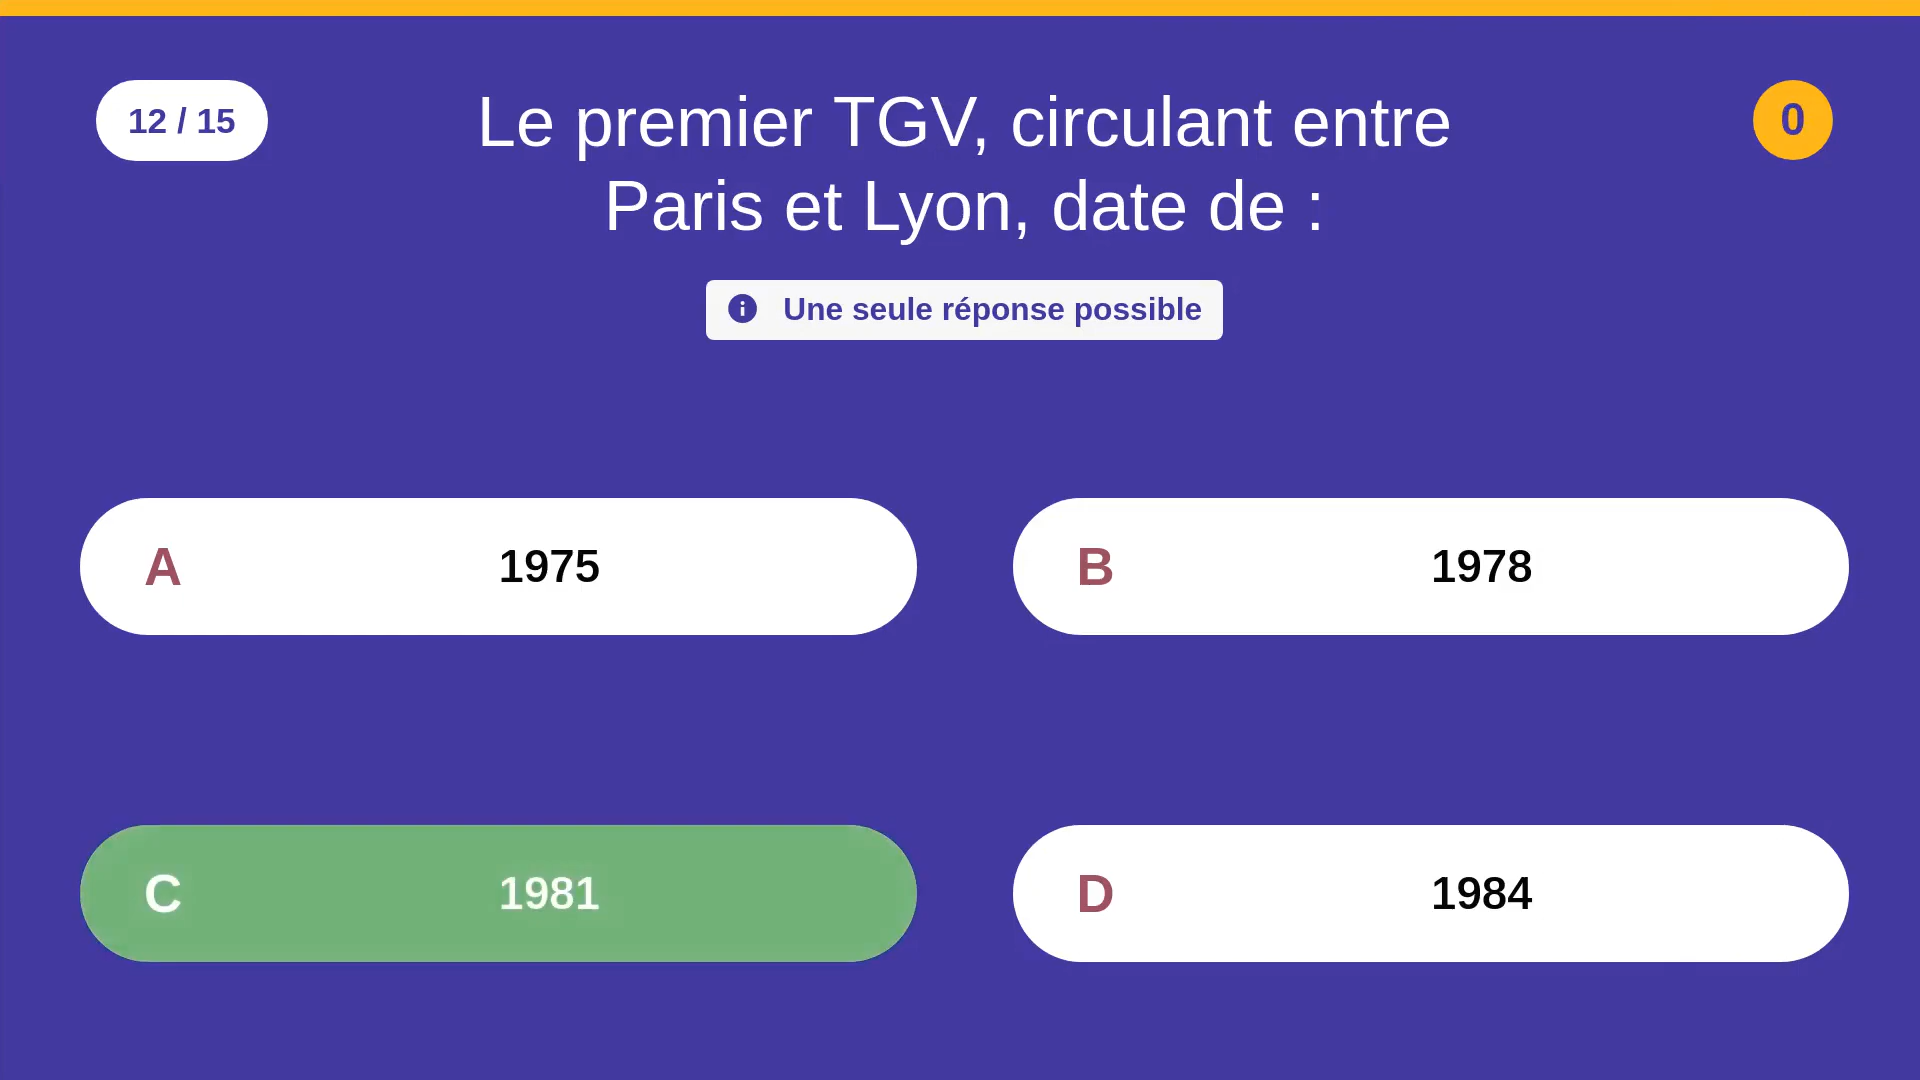 12 / 15
Le premier TGV, circulant entre
Paris et Lyon, date de :
0
Une seule réponse possible
A 1975
B 1978
C 1981
D 1984